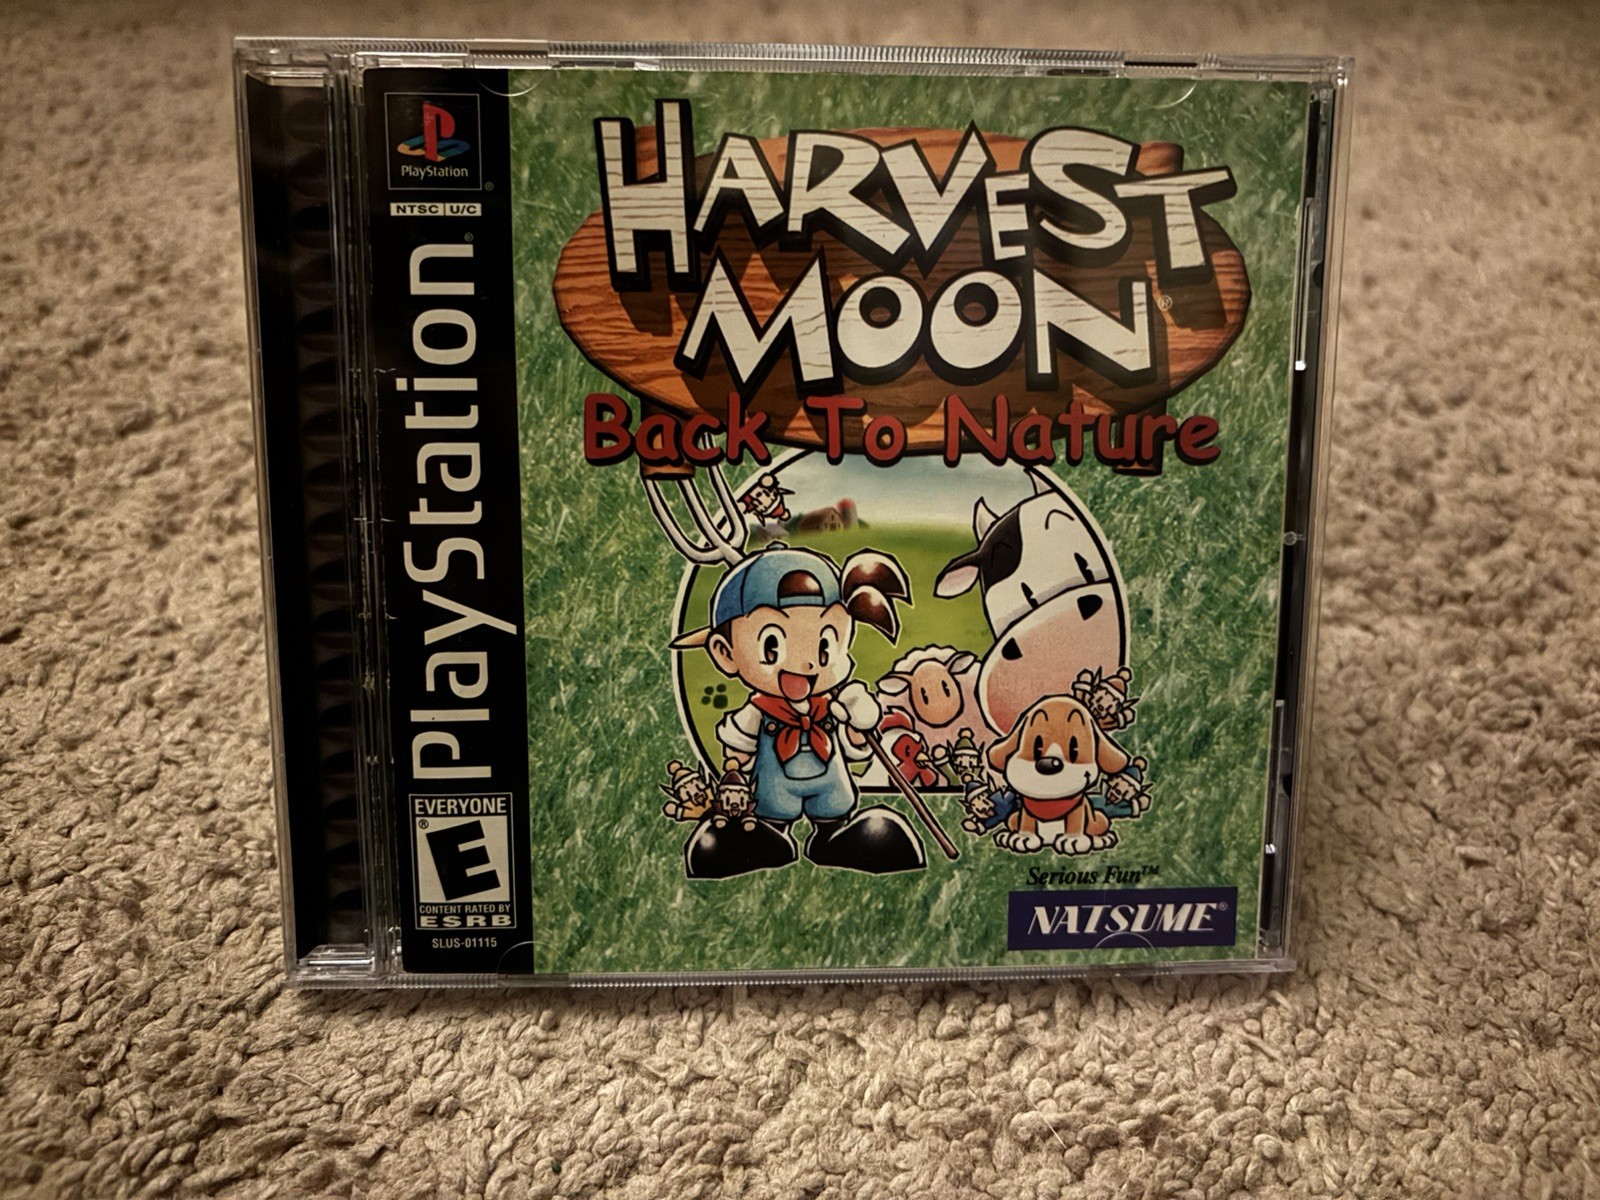 PlayStation
NTSC U/C
PlayStation
HARVEST
MOON
Back To Nature
EVERYONE
E
CONTENT RATED BY
ESRB
SLUS-01115
Serious Fun™
NATSUME®